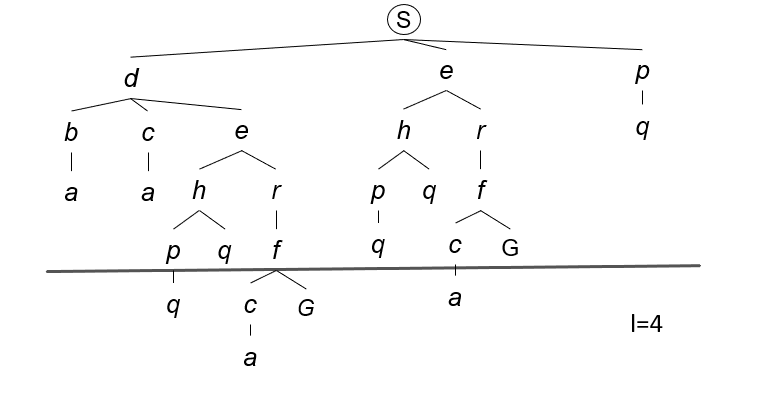 S
d e p
b c e h r q
a a h r p q f
p q f q c G
q c G a
l=4
a